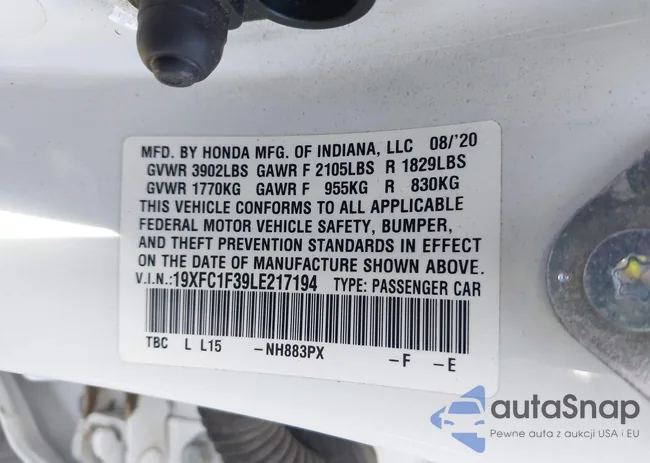 MFD. BY HONDA MFG. OF INDIANA, LLC 08/'20
GVWR 3902LBS GAWR F 2105LBS R 1829LBS
GVWR 1770KG GAWR F 955KG R 830KG
THIS VEHICLE CONFORMS TO ALL APPLICABLE
FEDERAL MOTOR VEHICLE SAFETY, BUMPER,
AND THEFT PREVENTION STANDARDS IN EFFECT
ON THE DATE OF MANUFACTURE SHOWN ABOVE.
V.I.N.:19XFC1F39LE217194 TYPE: PASSENGER CAR
TBC L L15 -NH883PX -F -E
autoSnap
Pewne auta z aukcji USA i EU